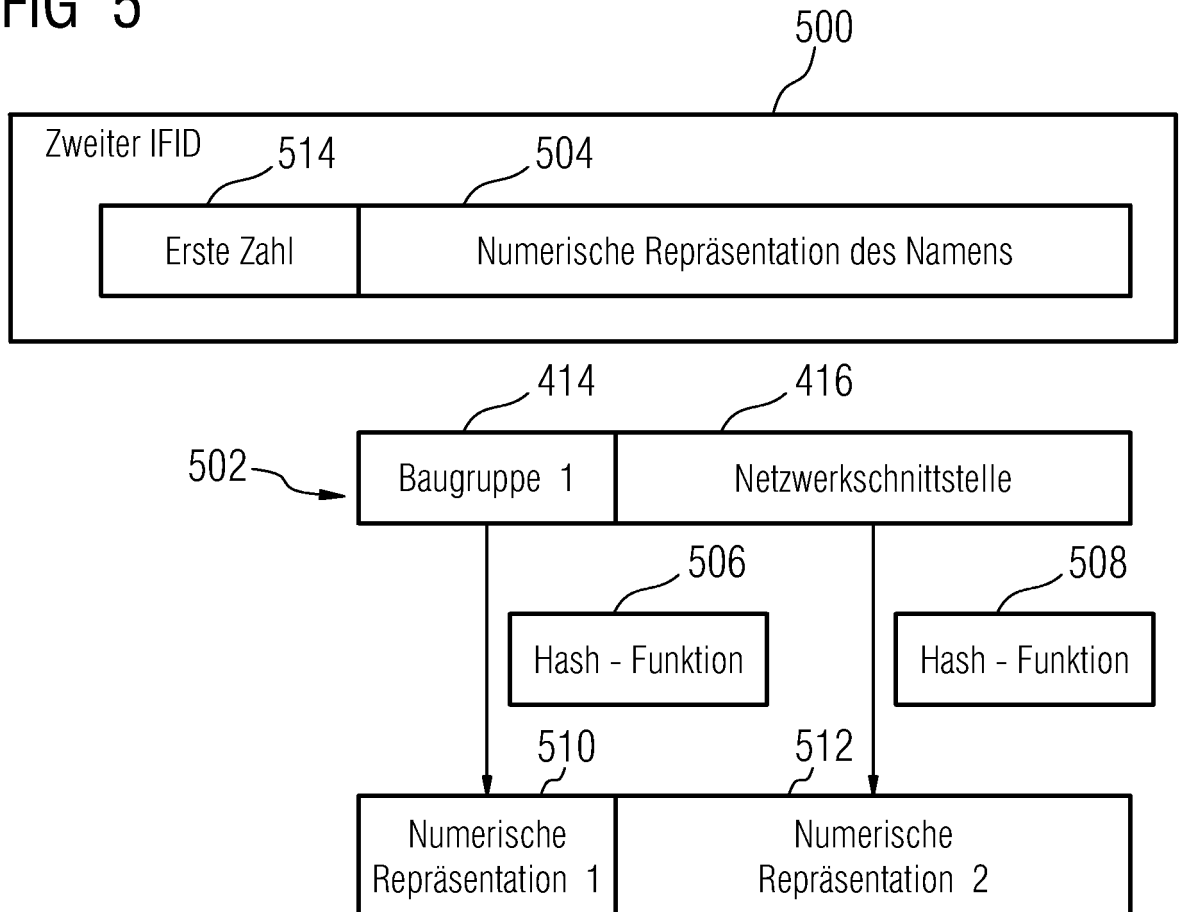 FIG 5
500
Zweiter IFID
514
504
Erste Zahl
Numerische Repräsentation des Namens
414
416
502
Baugruppe 1
Netzwerkschnittstelle
506
508
Hash - Funktion
Hash - Funktion
510
512
Numerische
Repräsentation 1
Numerische
Repräsentation 2